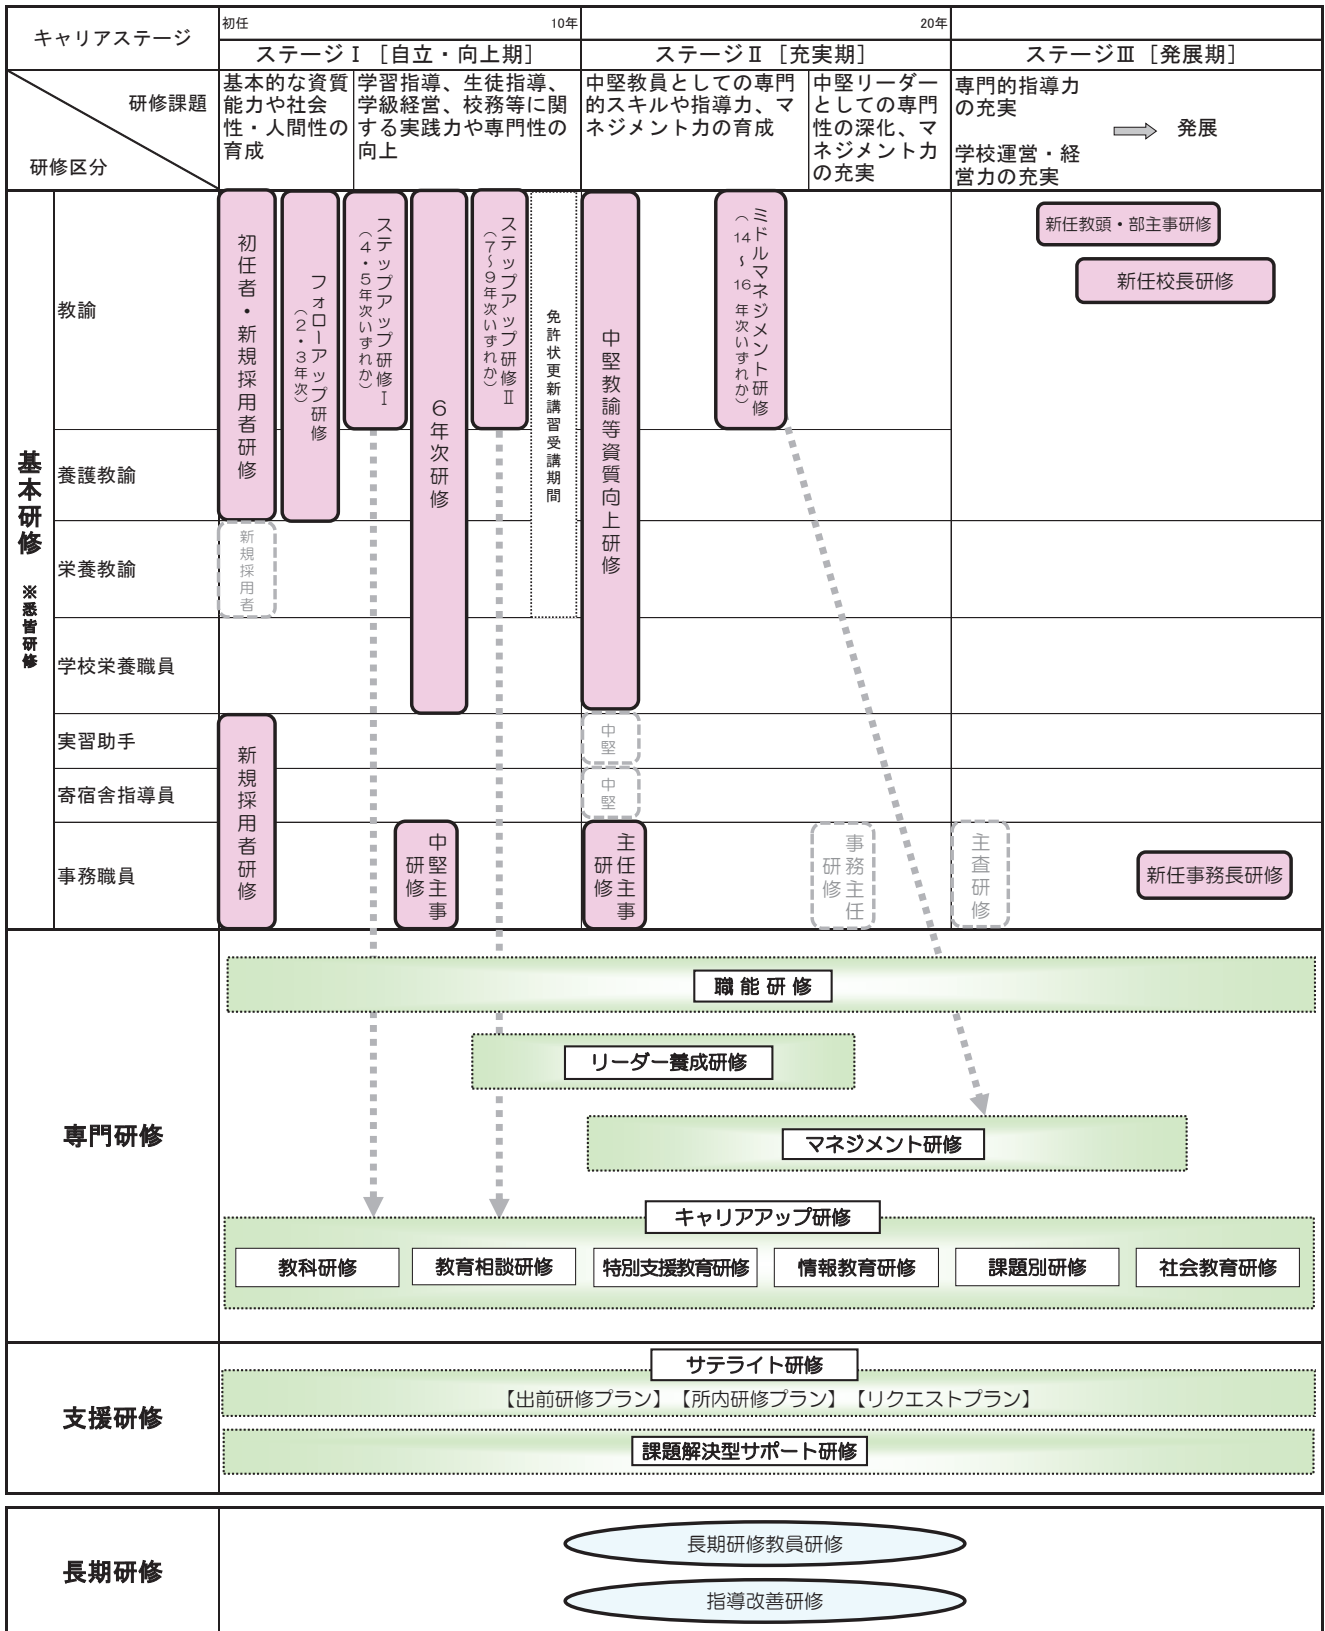 キャリアステージ
初任
10年
20年
ステージⅠ［自立・向上期］
ステージⅡ［充実期］
ステージⅢ［発展期］
研修課題
研修区分
基本的な資質
能力や社会
性・人間性の
育成
学習指導、生徒指導、
学級経営、校務等に関
する実践力や専門性の
向上
中堅教員としての専門
的スキルや指導力、マ
ネジメント力の育成
中堅リーダー
としての専門
性の深化、マ
ネジメント力
の充実
専門的指導力
の充実
学校運営・経
営力の充実
発展
基本研修
※悉皆研修
教諭
養護教諭
栄養教諭
学校栄養職員
実習助手
寄宿舎指導員
事務職員
初任者・新規採用者研修
フォローアップ研修
（2・3年次）
ステップアップ研修Ⅰ
（4・5年次いずれか）
6年次研修
ステップアップ研修Ⅱ
（7～9年次いずれか）
免許状更新講習受講期間
中堅教諭等資質向上研修
ミドルマネジメント研修
（14～16年次いずれか）
新任教頭・部主事研修
新任校長研修
新規採用者
新規採用者研修
中堅
中堅
中堅主事
研修
主任主事
研修
事務主任
研修
主査研修
新任事務長研修
専門研修
職能研修
リーダー養成研修
マネジメント研修
キャリアアップ研修
教科研修
教育相談研修
特別支援教育研修
情報教育研修
課題別研修
社会教育研修
支援研修
サテライト研修
【出前研修プラン】【所内研修プラン】【リクエストプラン】
課題解決型サポート研修
長期研修
長期研修教員研修
指導改善研修